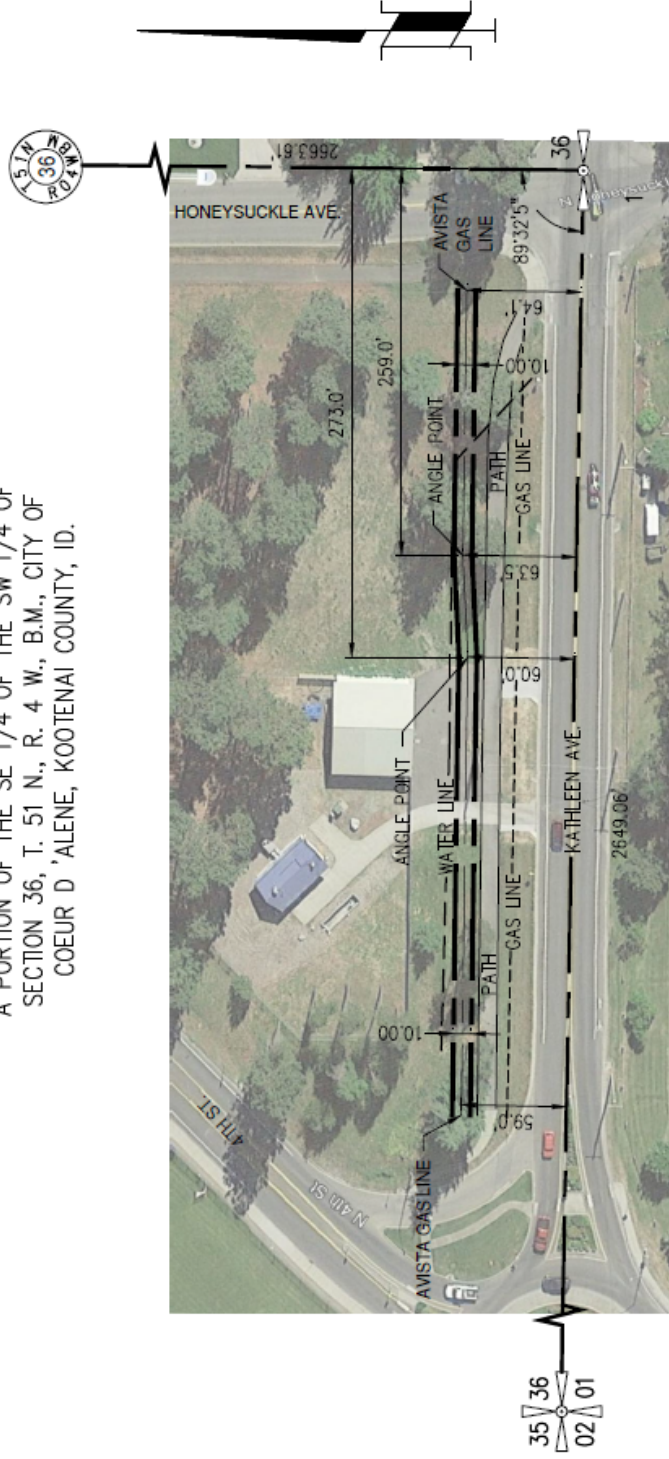 A PORTION OF THE SE 1/4 OF THE SW 1/4 OF
SECTION 36, T. 51 N., R. 4 W., B.M., CITY OF
COEUR D 'ALENE, KOOTENAI COUNTY, ID.
T51N
36
R04WBM
2663.61'
HONEYSUCKLE AVE.
AVISTA
GAS
LINE
36
1
89°32'5"
N Honeysuckle
64.1'
10.00
259.0'
273.0'
ANGLE POINT
PATH
GAS LINE
63.5'
60.0'
ANGLE POINT
WATER LINE
KATHLEEN AVE.
2649.06'
GAS LINE
PATH
10.00
59.0'
4TH ST.
N 4th St
AVISTA GAS LINE
35 36
02 01